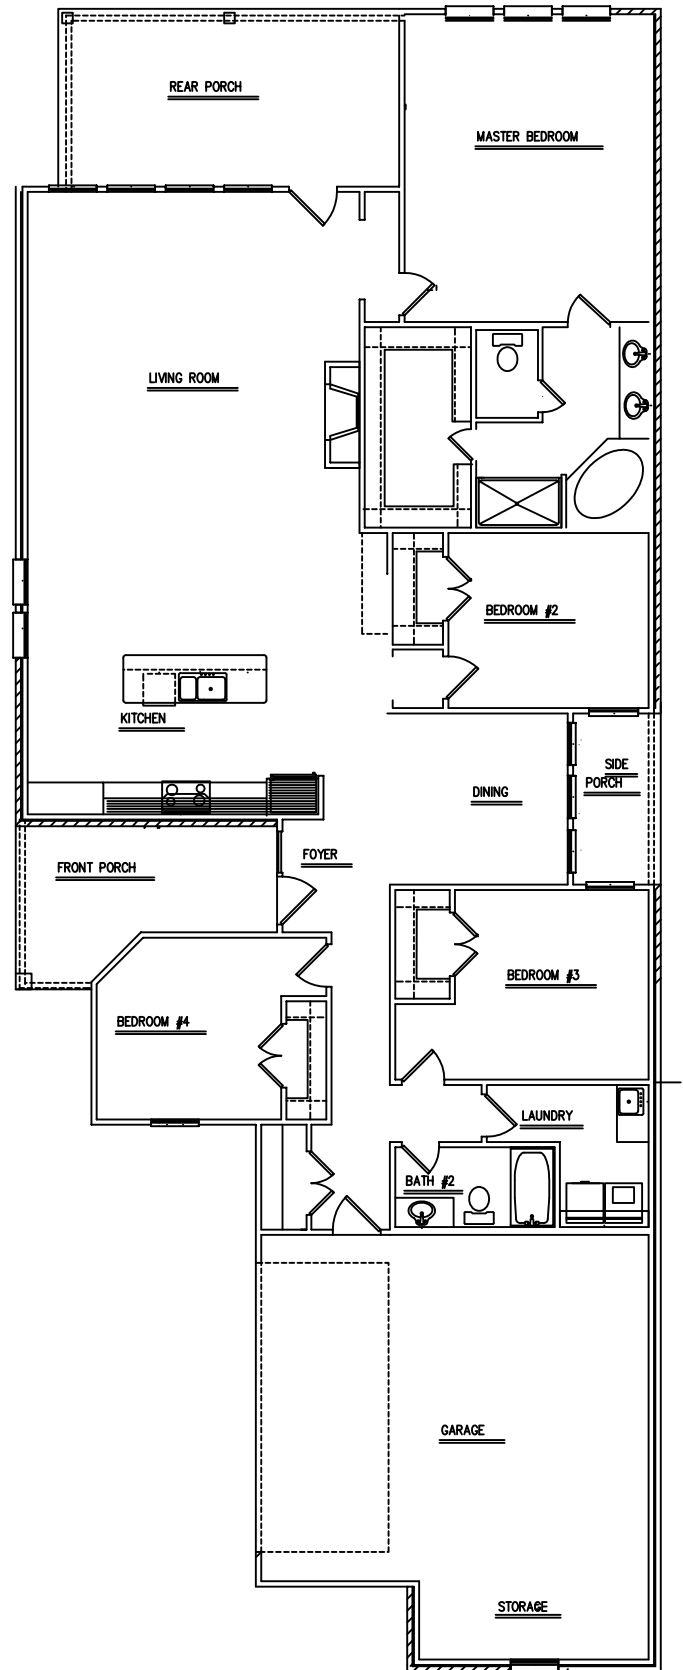 REAR PORCH
MASTER BEDROOM
LIVING ROOM
BEDROOM #2
KITCHEN
SIDE
PORCH
DINING
FOYER
FRONT PORCH
BEDROOM #3
BEDROOM #4
LAUNDRY
BATH #2
GARAGE
STORAGE